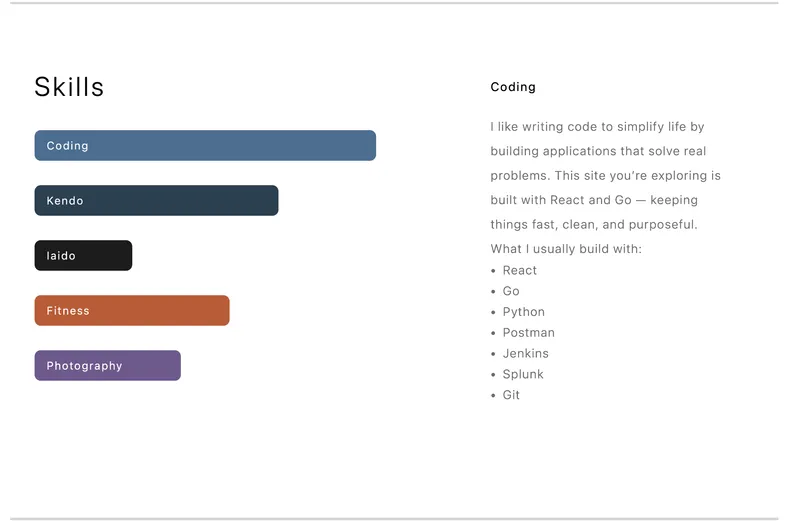 Skills
Coding
Kendo
Iaido
Fitness
Photography
Coding
I like writing code to simplify life by
building applications that solve real
problems. This site you're exploring is
built with React and Go — keeping
things fast, clean, and purposeful.
What I usually build with:
• React
• Go
• Python
• Postman
• Jenkins
• Splunk
• Git